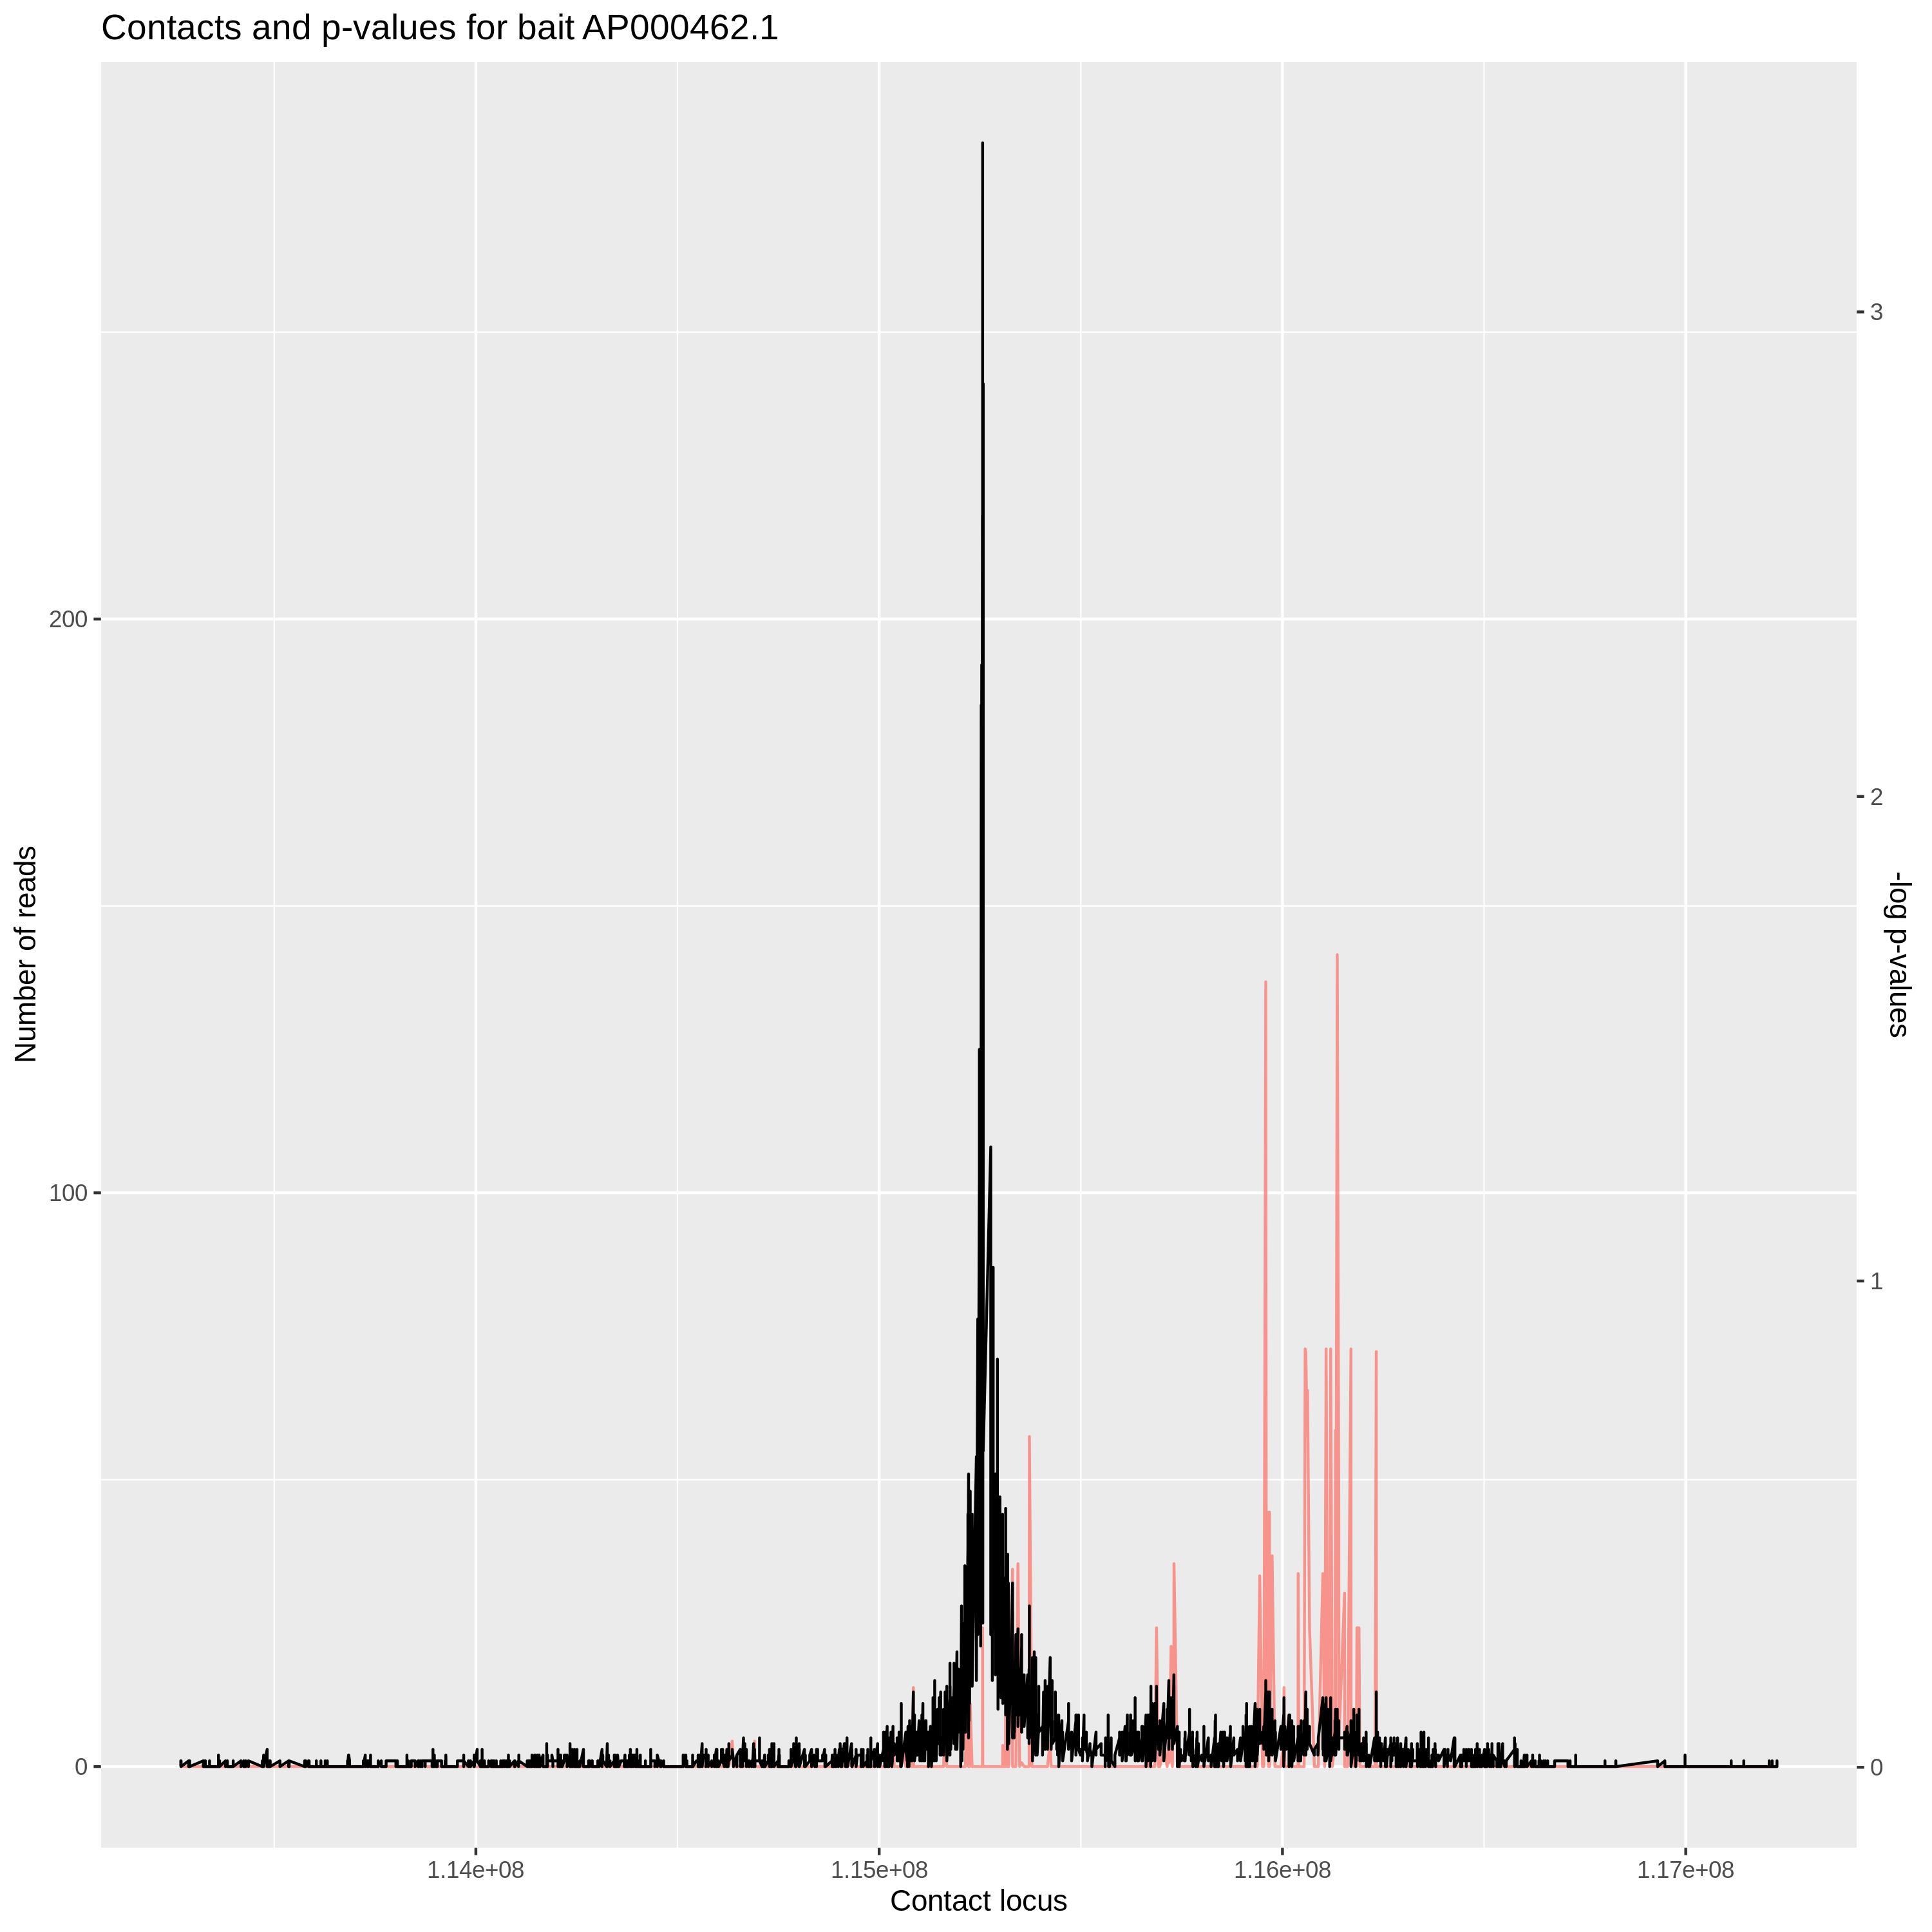 Contacts and p-values for bait AP000462.1
3
200
2
Number of reads
-log p-values
1
100
0
0
1.14e+08
1.15e+08
1.16e+08
1.17e+08
Contact locus